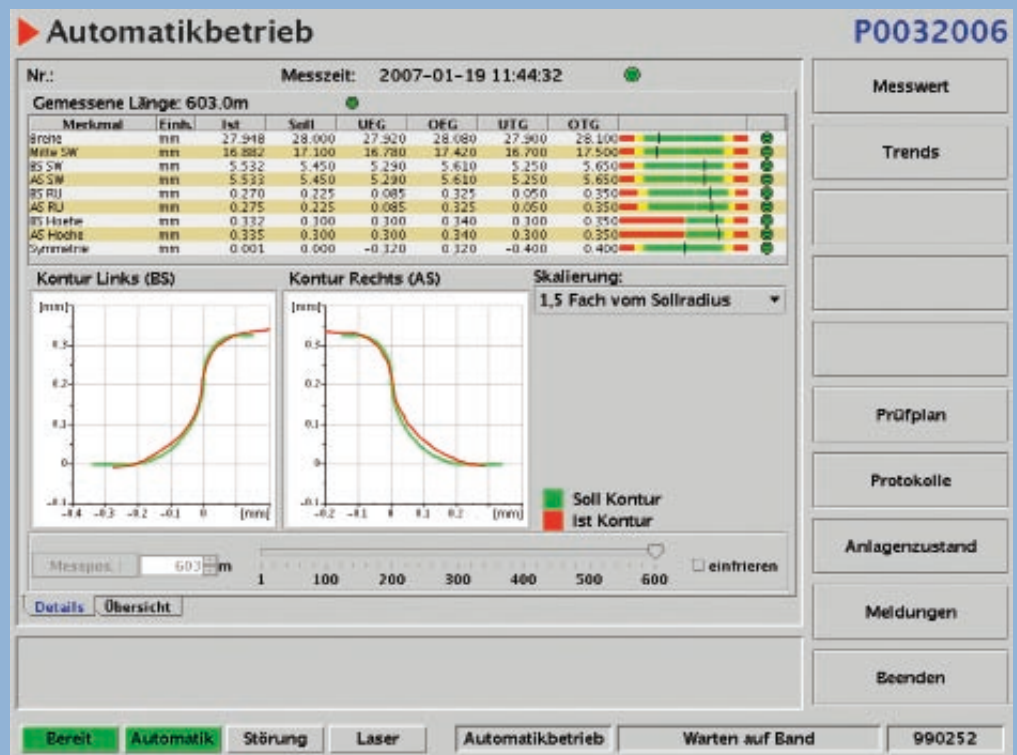 Automatikbetrieb P0032006
Nr.: Messzeit: 2007-01-19 11:44:32
Gemessene Länge: 603.0m
Merkmal Einh. Ist Soll UEG OEG UTG OTG
Breite mm 27.948 28.000 27.920 28.080 27.900 28.100
Mitte SW mm 16.882 17.100 16.780 17.420 16.700 17.500
BS SW mm 5.532 5.450 5.290 5.610 5.250 5.650
AS SW mm 5.533 5.450 5.290 5.610 5.250 5.650
BS RU mm 0.270 0.225 0.085 0.325 0.050 0.350
AS RU mm 0.275 0.225 0.085 0.325 0.050 0.350
BS Hoehe mm 0.332 0.300 0.300 0.340 0.300 0.350
AS Hoehe mm 0.335 0.300 0.300 0.340 0.300 0.350
Symmetrie mm 0.001 0.000 -0.320 0.320 -0.400 0.400
Kontur Links (BS)
[mm]
0.3
0.2
0.1
0
-0.1
-0.4 -0.3 -0.2 -0.1 0 [mm]
Kontur Rechts (AS)
[mm]
0.3
0.2
0.1
0
-0.1
-0.2 -0.1 0 0.1 0.2 [mm]
Skalierung:
1,5 Fach vom Sollradius
Soll Kontur
Ist Kontur
Messpos.: 603 m
1 100 200 300 400 500 600
einfrieren
Details Übersicht
Messwert
Trends
Prüfplan
Protokolle
Anlagenzustand
Meldungen
Beenden
Bereit Automatik Störung Laser Automatikbetrieb Warten auf Band 990252